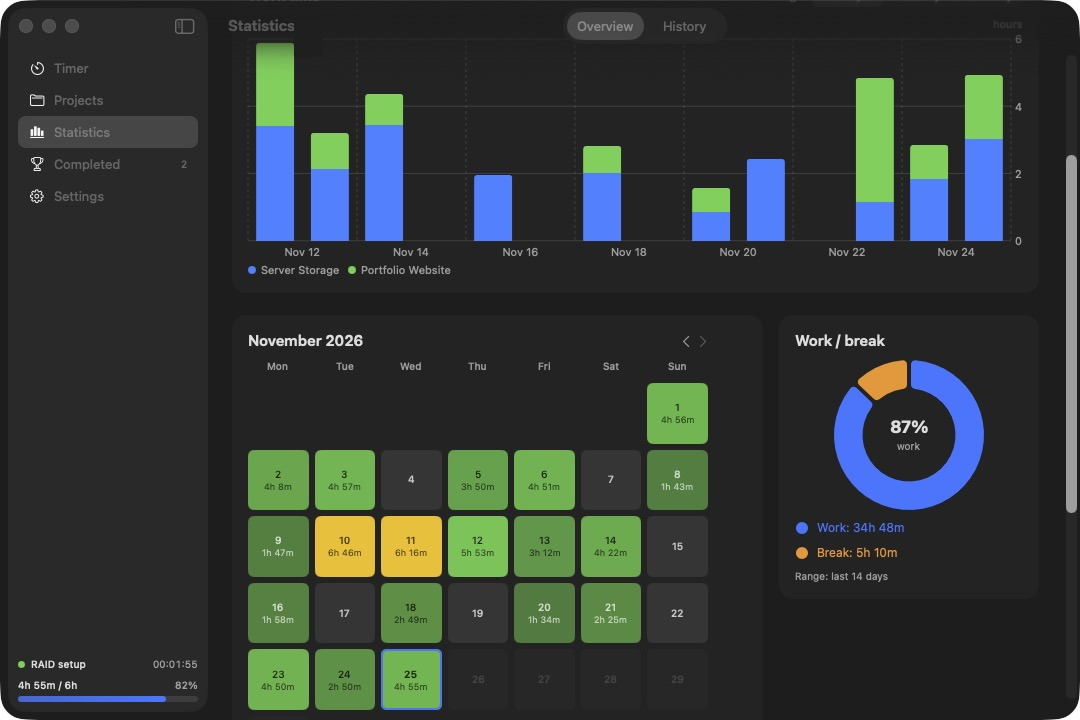 Timer
Projects
Statistics
Completed 2
Settings
RAID setup 00:01:55
4h 55m / 6h 82%
Statistics
Overview History
hours
6
4
2
0
Nov 12 Nov 14 Nov 16 Nov 18 Nov 20 Nov 22 Nov 24
Server Storage Portfolio Website
November 2026
Mon Tue Wed Thu Fri Sat Sun
1
4h 56m
2 3 4 5 6 7 8
4h 8m 4h 57m 3h 50m 4h 51m 1h 43m
9 10 11 12 13 14 15
1h 47m 6h 46m 6h 16m 5h 53m 3h 12m 4h 22m
16 17 18 19 20 21 22
1h 58m 2h 49m 1h 34m 2h 25m
23 24 25 26 27 28 29
4h 50m 2h 50m 4h 55m
Work / break
87%
work
Work: 34h 48m
Break: 5h 10m
Range: last 14 days